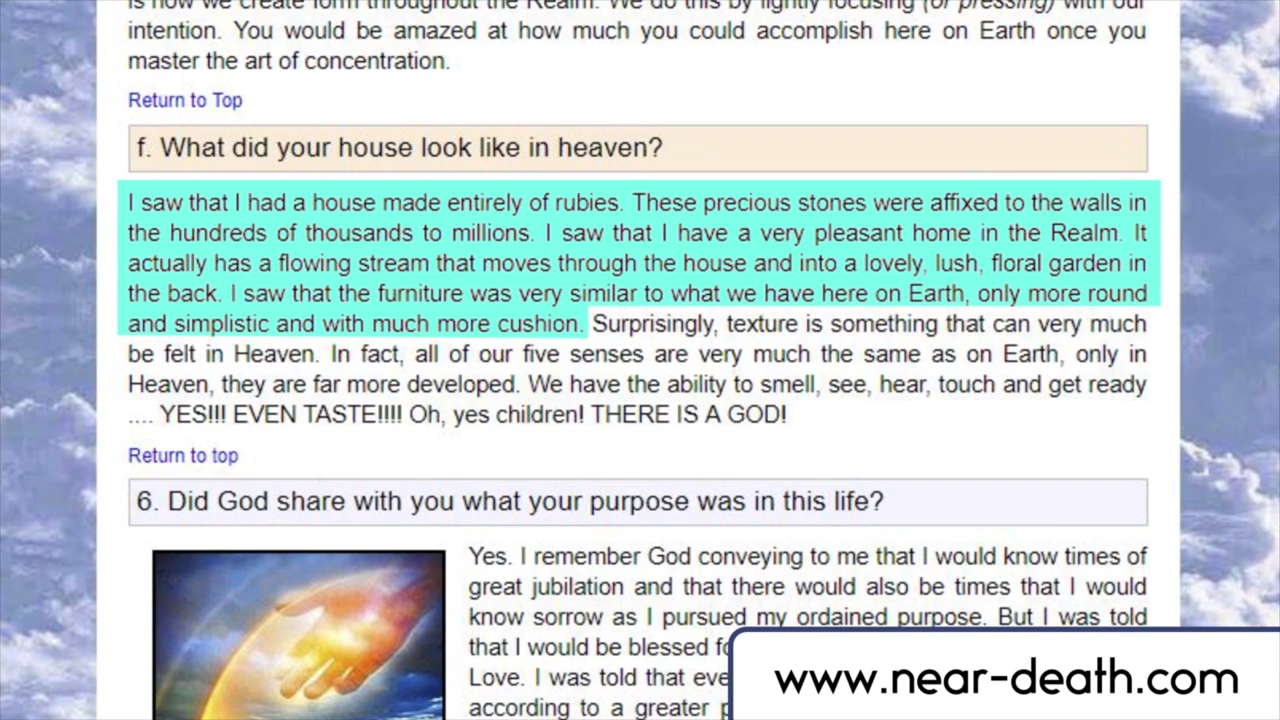 is how we create form throughout the Realm. We do this by lightly focusing (or pressing) with our
intention. You would be amazed at how much you could accomplish here on Earth once you
master the art of concentration.
Return to Top
f. What did your house look like in heaven?
I saw that I had a house made entirely of rubies. These precious stones were affixed to the walls in
the hundreds of thousands to millions. I saw that I have a very pleasant home in the Realm. It
actually has a flowing stream that moves through the house and into a lovely, lush, floral garden in
the back. I saw that the furniture was very similar to what we have here on Earth, only more round
and simplistic and with much more cushion. Surprisingly, texture is something that can very much
be felt in Heaven. In fact, all of our five senses are very much the same as on Earth, only in
Heaven, they are far more developed. We have the ability to smell, see, hear, touch and get ready
.... YES!!! EVEN TASTE!!!! Oh, yes children! THERE IS A GOD!
Return to top
6. Did God share with you what your purpose was in this life?
Yes. I remember God conveying to me that I would know times of
great jubilation and that there would also be times that I would
know sorrow as I pursued my ordained purpose. But I was told
that I would be blessed
Love. I was told that
according to a greater
www.near-death.com